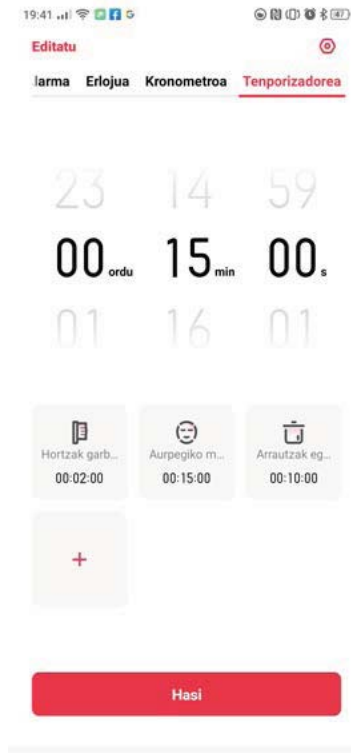 19:41
47
Editatu
larma Erlojua Kronometroa Tenporizadorea
23 14 59
00 ordu 15 min 00 s
01 16 01
Hortzak garb... Aurpegiko m... Arrautzak eg...
00:02:00 00:15:00 00:10:00
+
Hasi